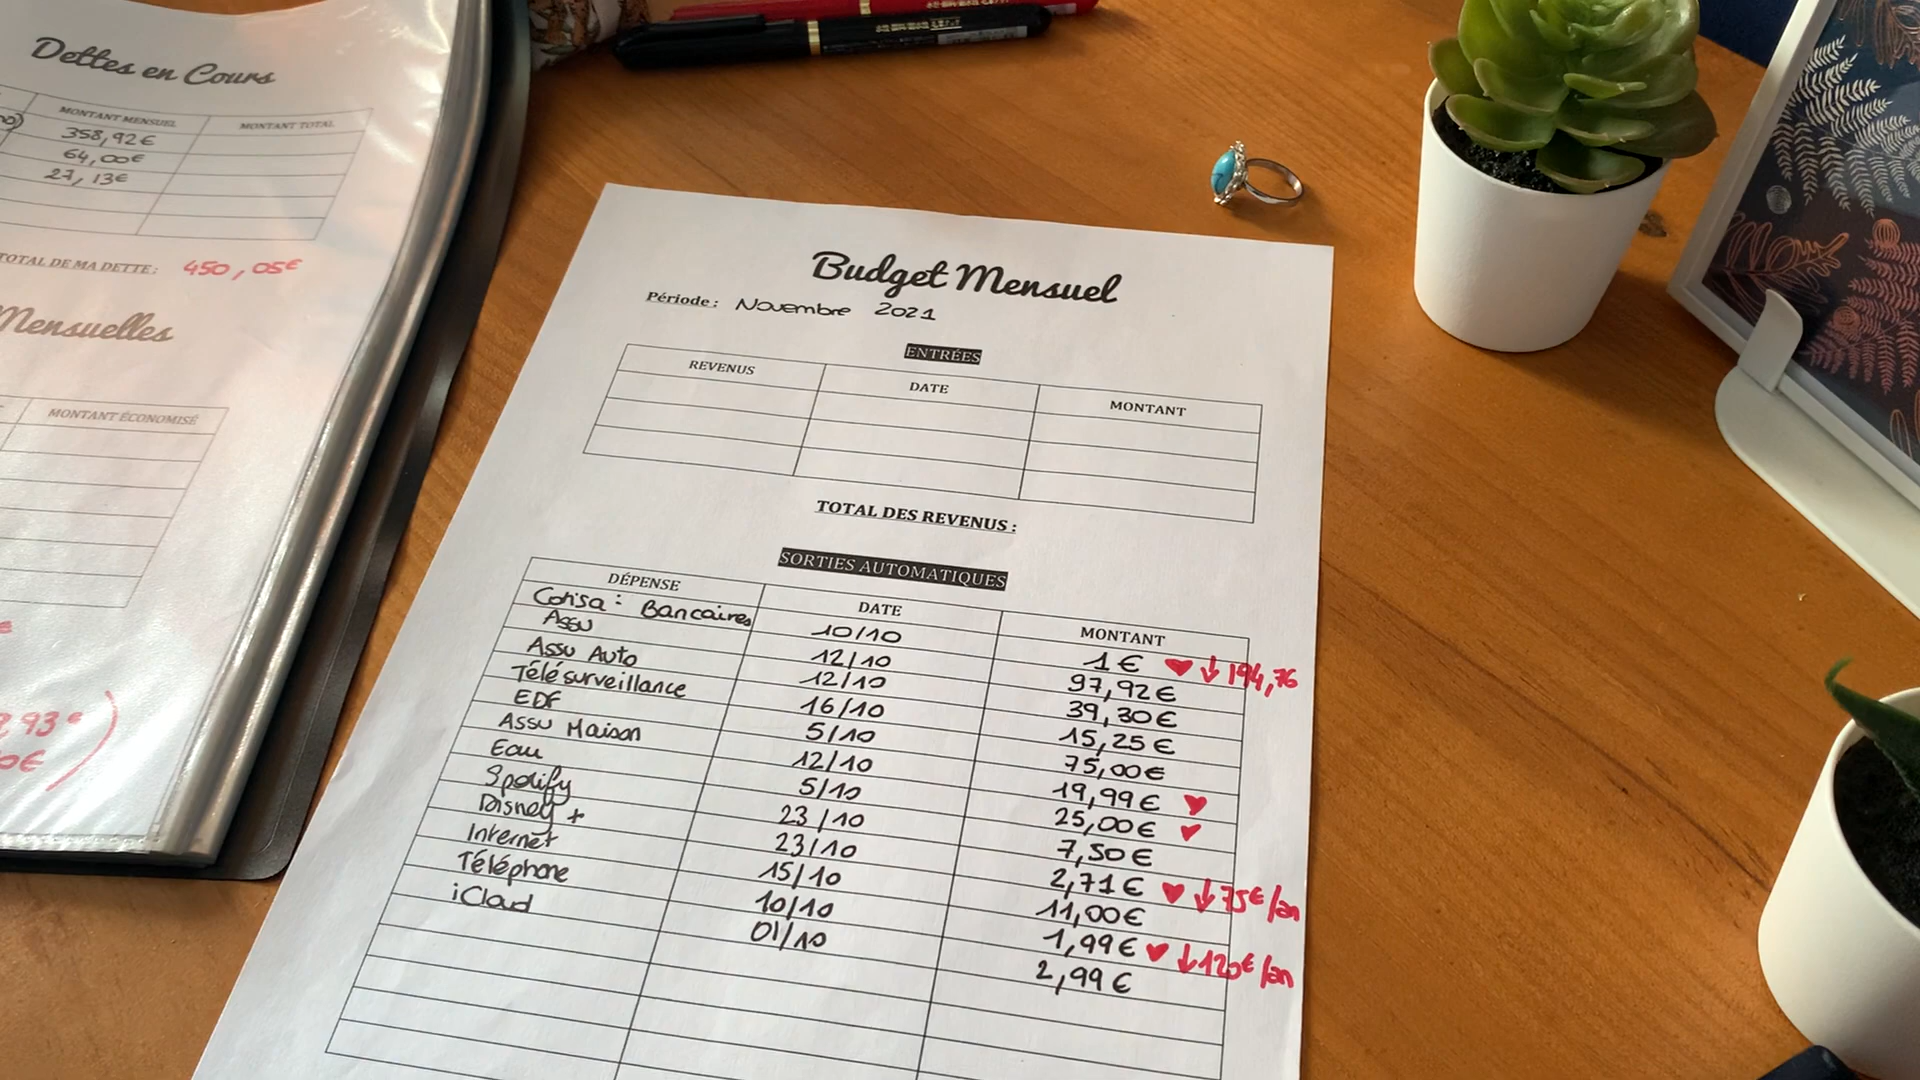 Dettes en Cours
MONTANT MENSUEL MONTANT TOTAL
358,92€
64,00€
27,13€
TOTAL DE MA DETTE : 450,05€
Mensuelles
MONTANT ÉCONOMISÉ
Budget Mensuel
Période : Novembre 2021
ENTRÉES
REVENUS DATE MONTANT
TOTAL DES REVENUS :
SORTIES AUTOMATIQUES
DÉPENSE DATE MONTANT
Cotisa : Bancaires 10/10 1€ ♥ ↓ 194,76
Assu 12/10 97,92€
Assu Auto 12/10 39,30€
Télésurveillance 16/10 15,25€
EDF 5/10 75,00€
Assu Maison 12/10 19,99€ ♥
Eau 5/10 25,00€ ♥
Spotify 23/10 7,50€
Disney + 23/10 2,71€ ♥ ↓ 75€/an
Internet 15/10 11,00€
Téléphone 10/10 1,99€ ♥ ↓ 120€/an
iCloud 01/10 2,99€